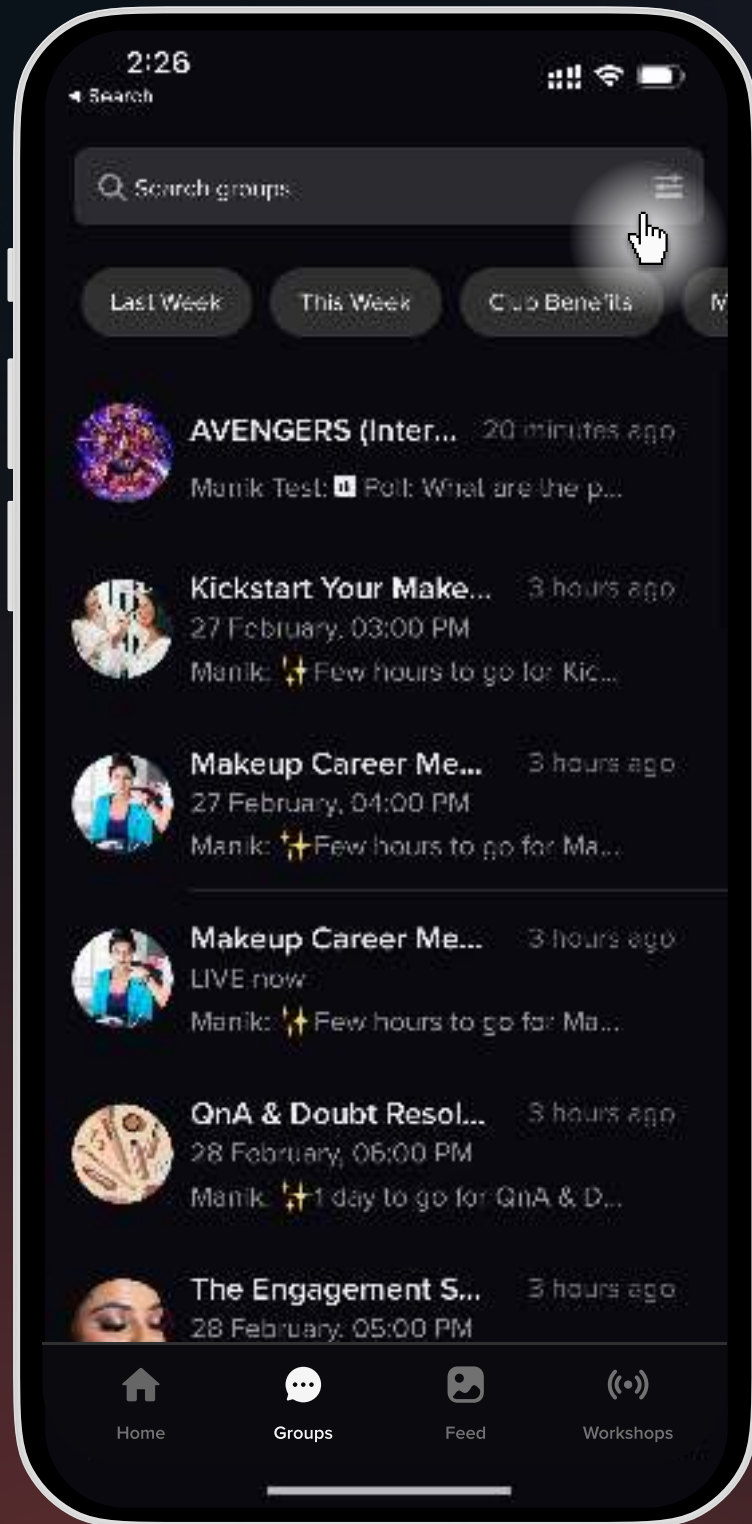 2:26
◀ Search
Search groups
Last Week
This Week
Club Benefits
M
AVENGERS (Inter... 20 minutes ago
Manik Test: Poll: What are the p...
Kickstart Your Make... 3 hours ago
27 February, 03:00 PM
Manik: ✨Few hours to go for Kic...
Makeup Career Me... 3 hours ago
27 February, 04:00 PM
Manik: ✨Few hours to go for Ma...
Makeup Career Me... 3 hours ago
LIVE now
Manik: ✨Few hours to go for Ma...
QnA & Doubt Resol... 3 hours ago
28 February, 06:00 PM
Manik: ✨1 day to go for QnA & D...
The Engagement S... 3 hours ago
28 February, 05:00 PM
Home
Groups
Feed
Workshops